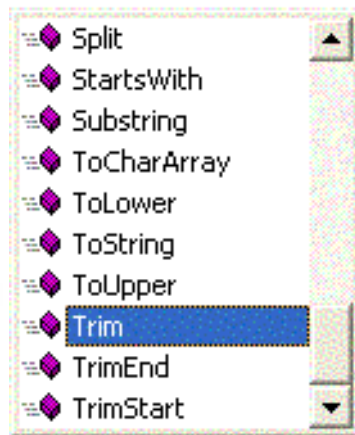 Split
StartsWith
Substring
ToCharArray
ToLower
ToString
ToUpper
Trim
TrimEnd
TrimStart